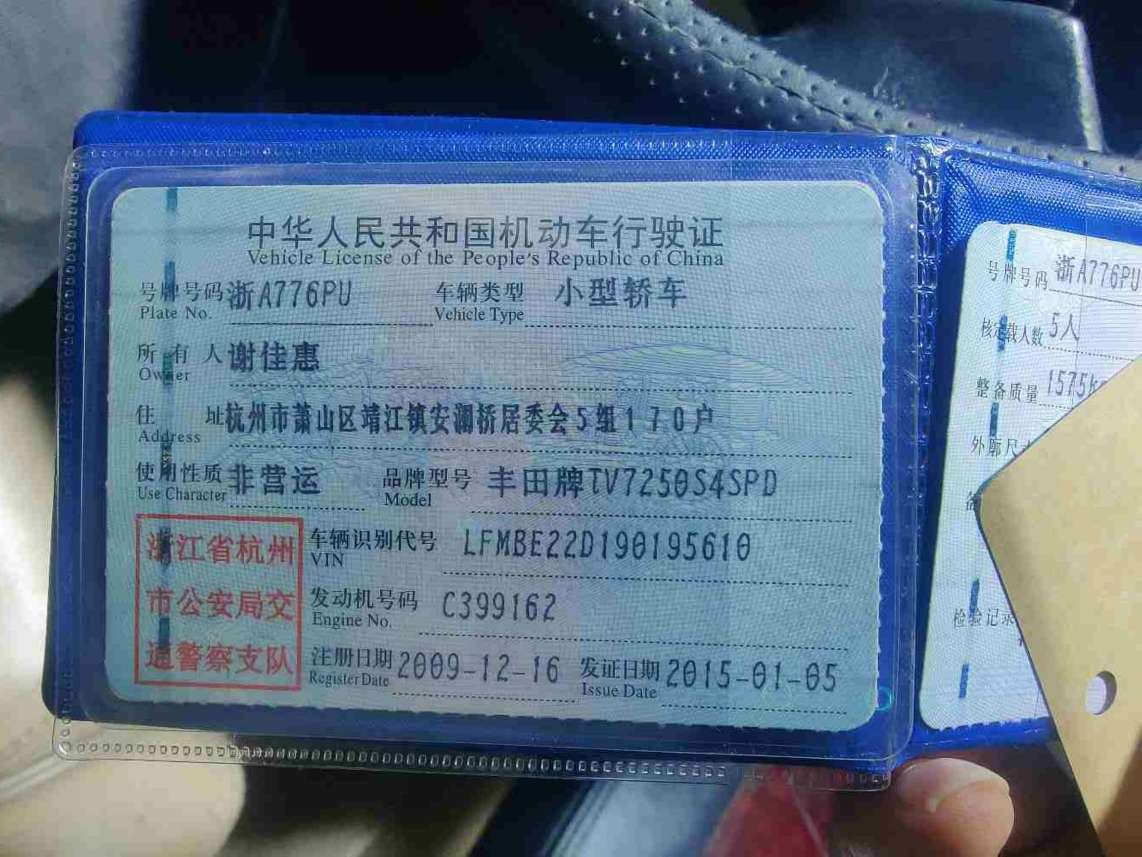 中华人民共和国机动车行驶证
Vehicle License of the People's Republic of China
号牌号码 浙A776PU 车辆类型 小型轿车
Plate No. Vehicle Type
所有人 谢佳惠
Owner
住址 杭州市萧山区靖江镇安澜桥居委会5组170户
Address
使用性质 非营运 品牌型号 丰田牌TV7250S4SPD
Use Character Model
浙江省杭州
市公安局交
通警察支队
车辆识别代号 LFMBE22D190195610
VIN
发动机号码 C399162
Engine No.
注册日期 2009-12-16 发证日期 2015-01-05
Register Date Issue Date
号牌号码 浙A776PU
核定载人数 5人
整备质量 1575k
外廓尺
检验记录